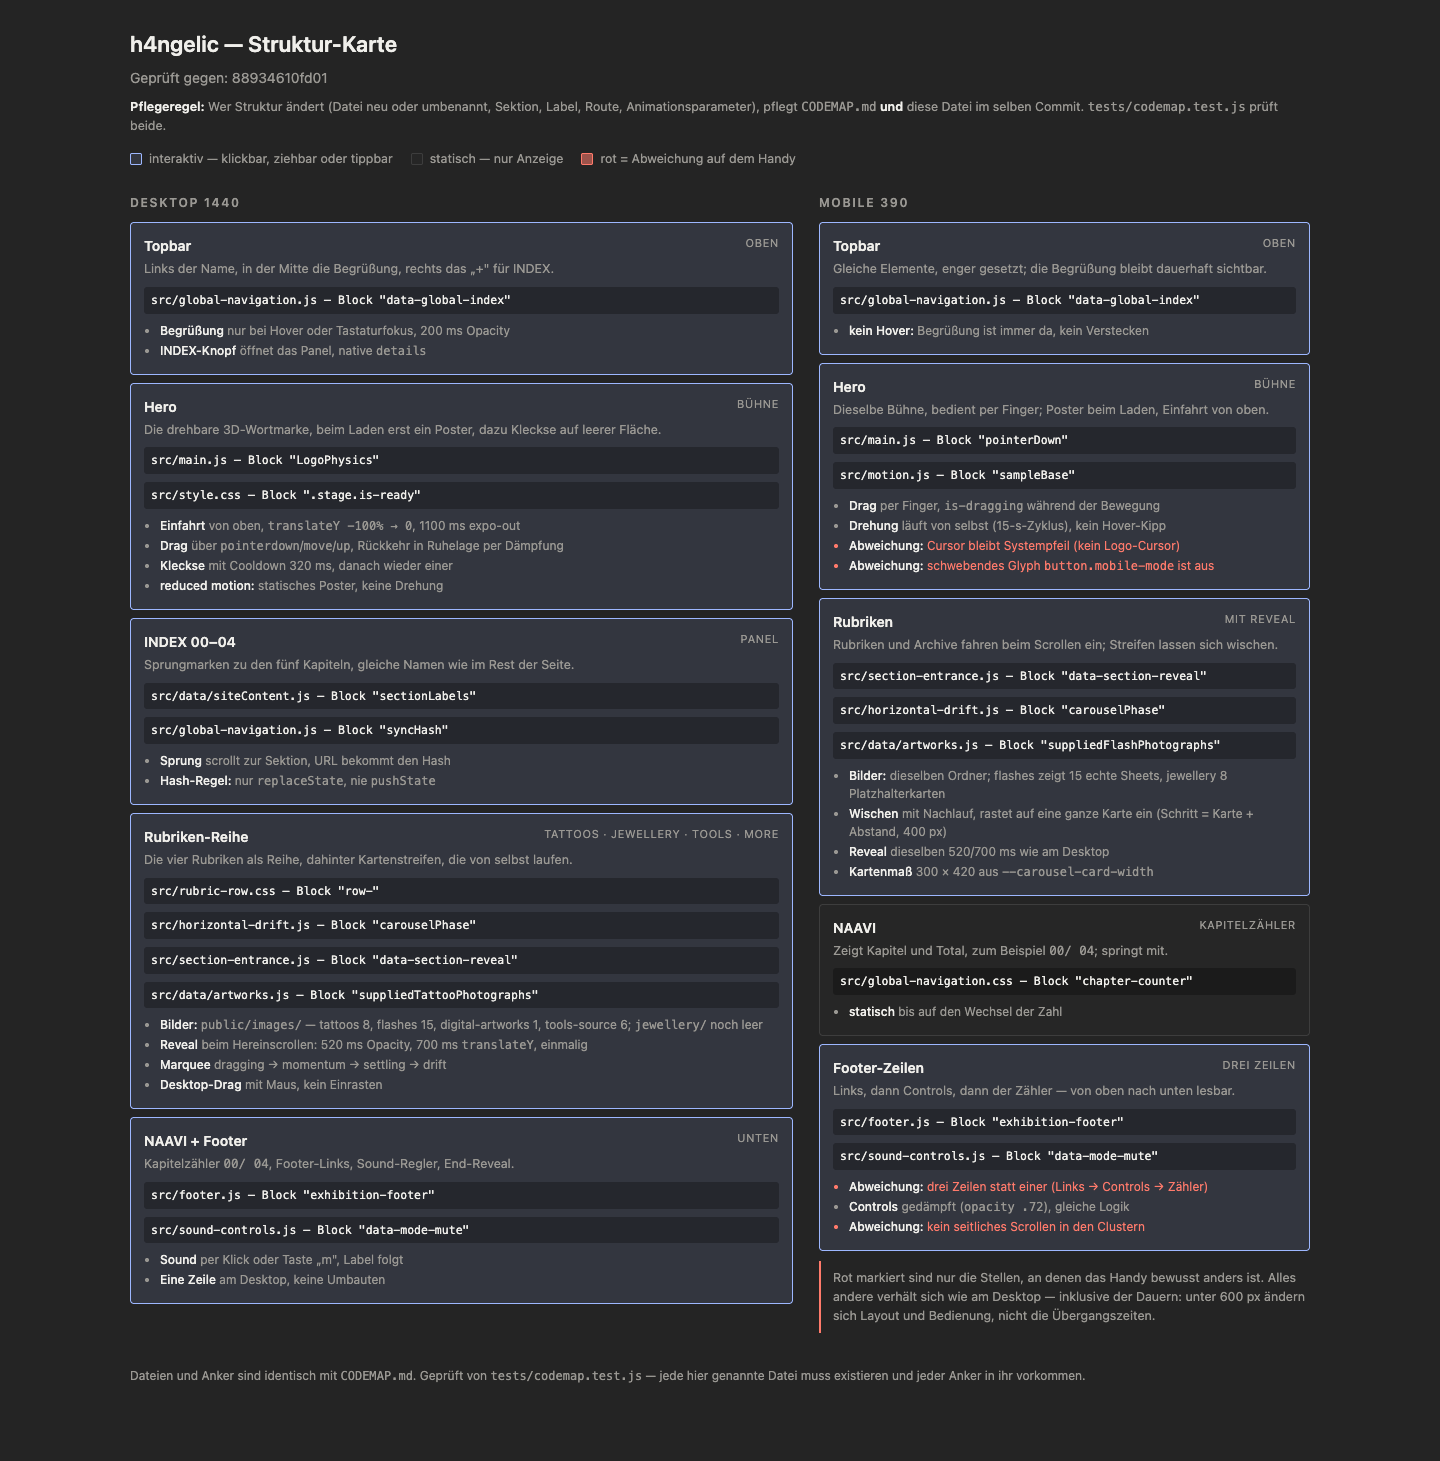 h4ngelic — Struktur-Karte
Geprüft gegen: 88934610fd01
Pflegeregel: Wer Struktur ändert (Datei neu oder umbenannt, Sektion, Label, Route, Animationsparameter), pflegt CODEMAP.md und diese Datei im selben Commit. tests/codemap.test.js prüft
beide.
interaktiv — klickbar, ziehbar oder tippbar
statisch — nur Anzeige
rot = Abweichung auf dem Handy
DESKTOP 1440
Topbar
OBEN
Links der Name, in der Mitte die Begrüßung, rechts das „+" für INDEX.
src/global-navigation.js — Block "data-global-index"
• Begrüßung nur bei Hover oder Tastaturfokus, 200 ms Opacity
• INDEX-Knopf öffnet das Panel, native details
Hero
BÜHNE
Die drehbare 3D-Wortmarke, beim Laden erst ein Poster, dazu Kleckse auf leerer Fläche.
src/main.js — Block "LogoPhysics"
src/style.css — Block ".stage.is-ready"
• Einfahrt von oben, translateY -100% → 0, 1100 ms expo-out
• Drag über pointerdown/move/up, Rückkehr in Ruhelage per Dämpfung
• Kleckse mit Cooldown 320 ms, danach wieder einer
• reduced motion: statisches Poster, keine Drehung
INDEX 00–04
PANEL
Sprungmarken zu den fünf Kapiteln, gleiche Namen wie im Rest der Seite.
src/data/siteContent.js — Block "sectionLabels"
src/global-navigation.js — Block "syncHash"
• Sprung scrollt zur Sektion, URL bekommt den Hash
• Hash-Regel: nur replaceState, nie pushState
Rubriken-Reihe
TATTOOS · JEWELLERY · TOOLS · MORE
Die vier Rubriken als Reihe, dahinter Kartenstreifen, die von selbst laufen.
src/rubric-row.css — Block "row-"
src/horizontal-drift.js — Block "carouselPhase"
src/section-entrance.js — Block "data-section-reveal"
src/data/artworks.js — Block "suppliedTattooPhotographs"
• Bilder: public/images/ — tattoos 8, flashes 15, digital-artworks 1, tools-source 6; jewellery/ noch leer
• Reveal beim Hereinscrollen: 520 ms Opacity, 700 ms translateY, einmalig
• Marquee dragging → momentum → settling → drift
• Desktop-Drag mit Maus, kein Einrasten
NAAVI + Footer
UNTEN
Kapitelzähler 00/ 04, Footer-Links, Sound-Regler, End-Reveal.
src/footer.js — Block "exhibition-footer"
src/sound-controls.js — Block "data-mode-mute"
• Sound per Klick oder Taste „m", Label folgt
• Eine Zeile am Desktop, keine Umbauten
MOBILE 390
Topbar
OBEN
Gleiche Elemente, enger gesetzt; die Begrüßung bleibt dauerhaft sichtbar.
src/global-navigation.js — Block "data-global-index"
• kein Hover: Begrüßung ist immer da, kein Verstecken
Hero
BÜHNE
Dieselbe Bühne, bedient per Finger; Poster beim Laden, Einfahrt von oben.
src/main.js — Block "pointerDown"
src/motion.js — Block "sampleBase"
• Drag per Finger, is-dragging während der Bewegung
• Drehung läuft von selbst (15-s-Zyklus), kein Hover-Kipp
• Abweichung: Cursor bleibt Systempfeil (kein Logo-Cursor)
• Abweichung: schwebendes Glyph button.mobile-mode ist aus
Rubriken
MIT REVEAL
Rubriken und Archive fahren beim Scrollen ein; Streifen lassen sich wischen.
src/section-entrance.js — Block "data-section-reveal"
src/horizontal-drift.js — Block "carouselPhase"
src/data/artworks.js — Block "suppliedFlashPhotographs"
• Bilder: dieselben Ordner; flashes zeigt 15 echte Sheets, jewellery 8
Platzhalterkarten
• Wischen mit Nachlauf, rastet auf eine ganze Karte ein (Schritt = Karte +
Abstand, 400 px)
• Reveal dieselben 520/700 ms wie am Desktop
• Kartenmaß 300 × 420 aus --carousel-card-width
NAAVI
KAPITELZÄHLER
Zeigt Kapitel und Total, zum Beispiel 00/ 04; springt mit.
src/global-navigation.css — Block "chapter-counter"
• statisch bis auf den Wechsel der Zahl
Footer-Zeilen
DREI ZEILEN
Links, dann Controls, dann der Zähler — von oben nach unten lesbar.
src/footer.js — Block "exhibition-footer"
src/sound-controls.js — Block "data-mode-mute"
• Abweichung: drei Zeilen statt einer (Links → Controls → Zähler)
• Controls gedämpft (opacity .72), gleiche Logik
• Abweichung: kein seitliches Scrollen in den Clustern
Rot markiert sind nur die Stellen, an denen das Handy bewusst anders ist. Alles
andere verhält sich wie am Desktop — inklusive der Dauern: unter 600 px ändern
sich Layout und Bedienung, nicht die Übergangszeiten.
Dateien und Anker sind identisch mit CODEMAP.md. Geprüft von tests/codemap.test.js — jede hier genannte Datei muss existieren und jeder Anker in ihr vorkommen.